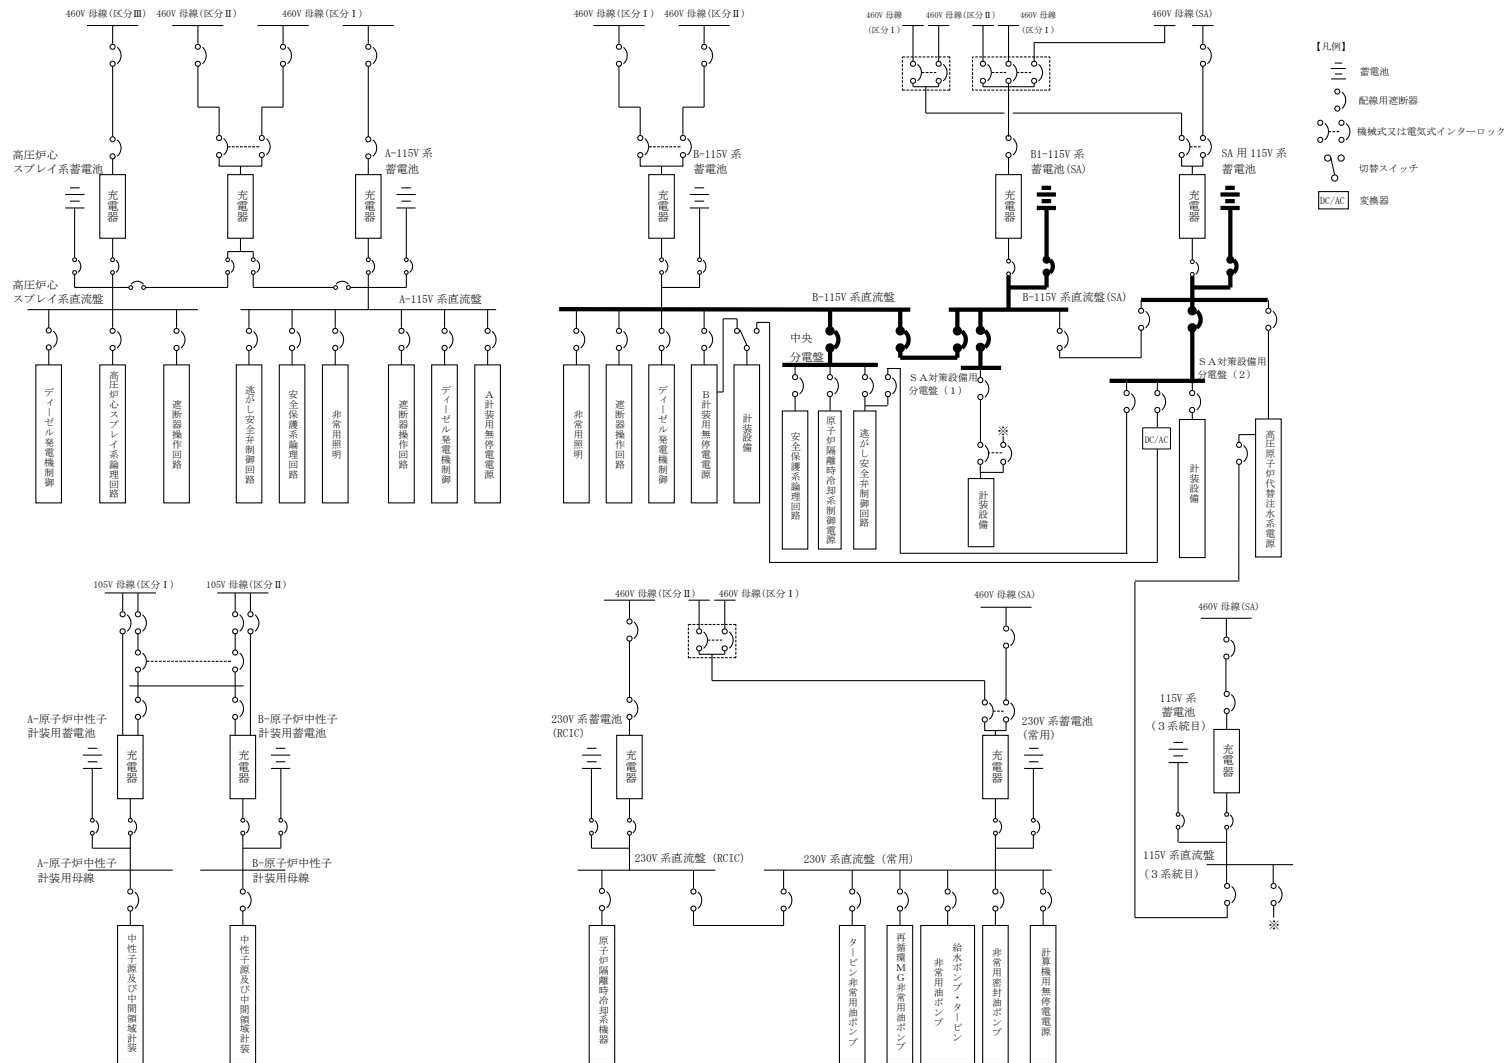 460V 母線(区分Ⅲ)
460V 母線(区分Ⅱ)
460V 母線(区分Ⅰ)
高圧炉心
スプレイ系蓄電池
A-115V 系
蓄電池
充電器
充電器
充電器
高圧炉心
スプレイ系直流盤
A-115V 系直流盤
ディーゼル発電機制御
高圧炉心スプレイ系論理回路
遮断器操作回路
逃がし安全弁制御回路
安全保護系論理回路
非常用照明
遮断器操作回路
ディーゼル発電機制御
A計装用無停電電源
460V 母線(区分Ⅰ)
460V 母線(区分Ⅱ)
B-115V 系
蓄電池
充電器
B-115V 系直流盤
非常用照明
遮断器操作回路
ディーゼル発電機制御
B計装用無停電電源
計装設備
中央
分電盤
安全保護系論理回路
原子炉隔離時冷却系制御電源
逃がし安全弁制御回路
460V 母線
(区分Ⅰ)
460V 母線(区分Ⅱ)
460V 母線
(区分Ⅰ)
460V 母線(SA)
B1-115V 系
蓄電池(SA)
充電器
SA 用 115V 系
蓄電池
充電器
B-115V 系直流盤(SA)
SA対策設備用
分電盤(1)
※
計装設備
SA対策設備用
分電盤(2)
DC/AC
計装設備
高圧原子炉代替注水系電源
【凡例】
蓄電池
配線用遮断器
機械式又は電気式インターロック
切替スイッチ
DC/AC
変換器
105V 母線(区分Ⅰ)
105V 母線(区分Ⅱ)
A-原子炉中性子
計装用蓄電池
B-原子炉中性子
計装用蓄電池
充電器
充電器
A-原子炉中性子
計装用母線
B-原子炉中性子
計装用母線
中性子源及び中間領域計装
中性子源及び中間領域計装
460V 母線(区分Ⅱ)
460V 母線(区分Ⅰ)
460V 母線(SA)
230V 系蓄電池
(RCIC)
充電器
230V 系蓄電池
(常用)
充電器
230V 系直流盤 (RCIC)
230V 系直流盤 (常用)
原子炉隔離時冷却系機器
タービン非常用油ポンプ
再循環MG非常用油ポンプ
給水ポンプ・タービン
非常用油ポンプ
非常用密封油ポンプ
計算機用無停電電源
460V 母線(SA)
115V 系
蓄電池
(3系統目)
充電器
115V 系直流盤
(3系統目)
※